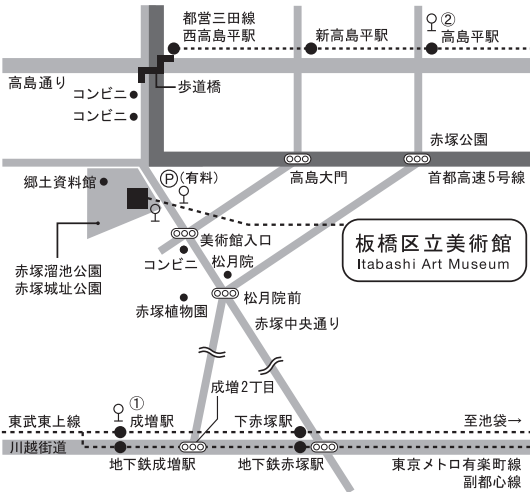 都営三田線
西高島平駅
新高島平駅
②
高島平駅
高島通り
歩道橋
コンビニ
コンビニ
赤塚公園
郷土資料館
P(有料)
高島大門
首都高速5号線
美術館入口
板橋区立美術館
Itabashi Art Museum
コンビニ
松月院
赤塚溜池公園
赤塚城址公園
赤塚植物園
松月院前
赤塚中央通り
成増2丁目
①
東武東上線
成増駅
下赤塚駅
至池袋→
川越街道
地下鉄成増駅
地下鉄赤塚駅
東京メトロ有楽町線
副都心線